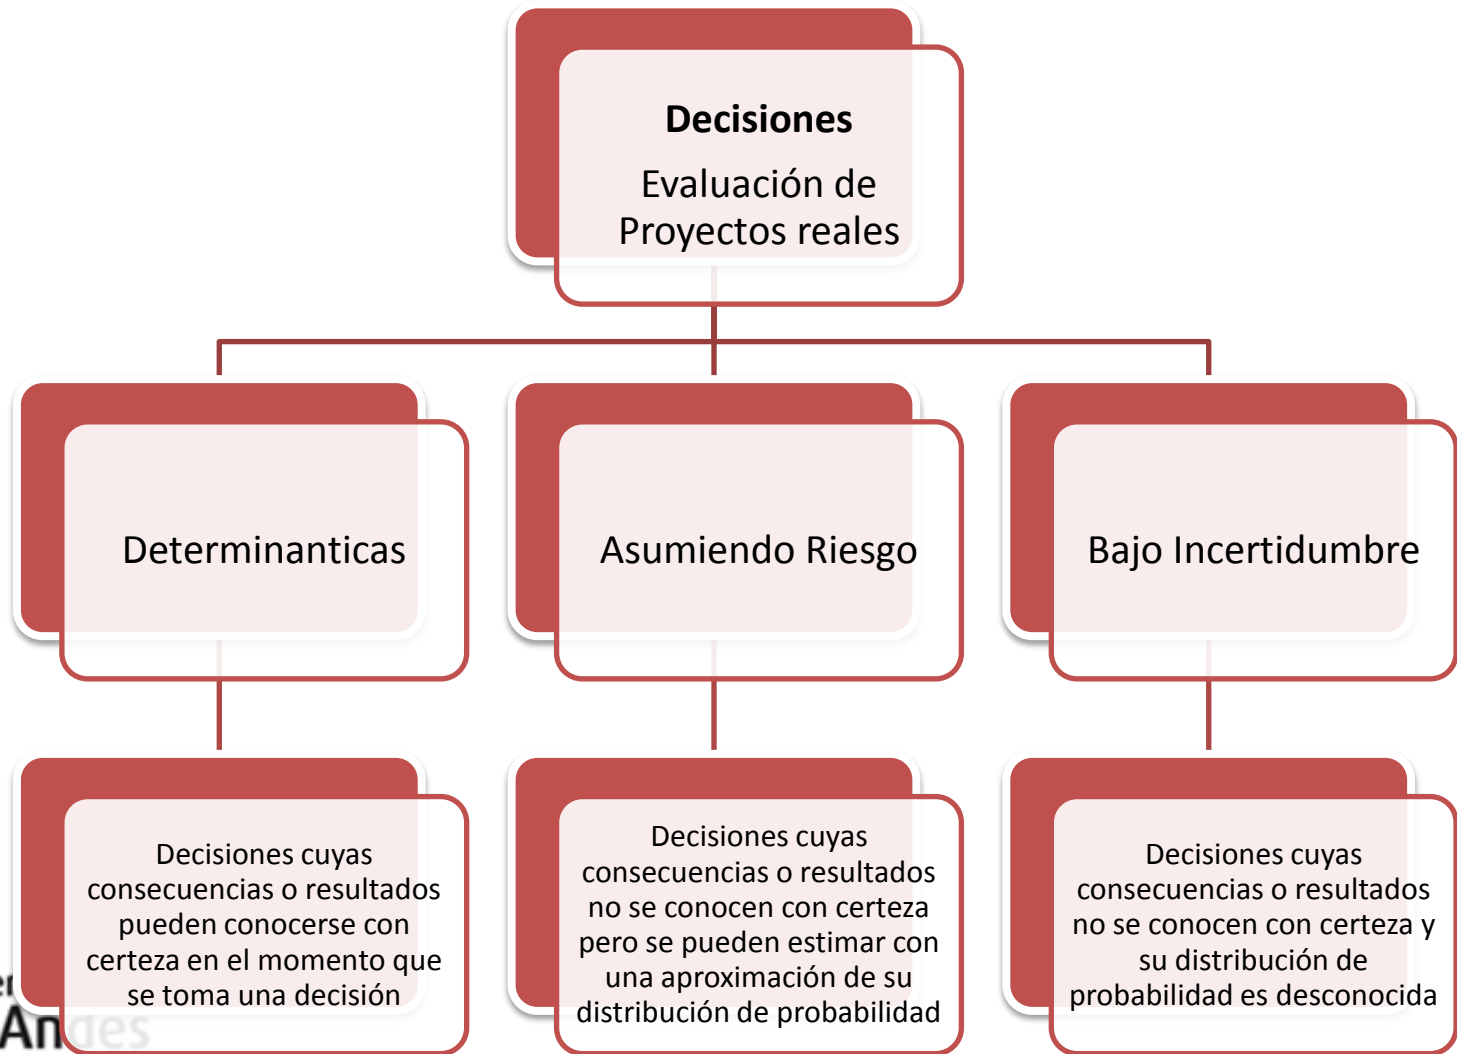 Decisiones
Evaluación de
Proyectos reales
Determinanticas
Asumiendo Riesgo
Bajo Incertidumbre
Decisiones cuyas
consecuencias o resultados
pueden conocerse con
certeza en el momento que
se toma una decisión
Decisiones cuyas
consecuencias o resultados
no se conocen con certeza
pero se pueden estimar con
una aproximación de su
distribución de probabilidad
Decisiones cuyas
consecuencias o resultados
no se conocen con certeza y
su distribución de
probabilidad es desconocida
Andes